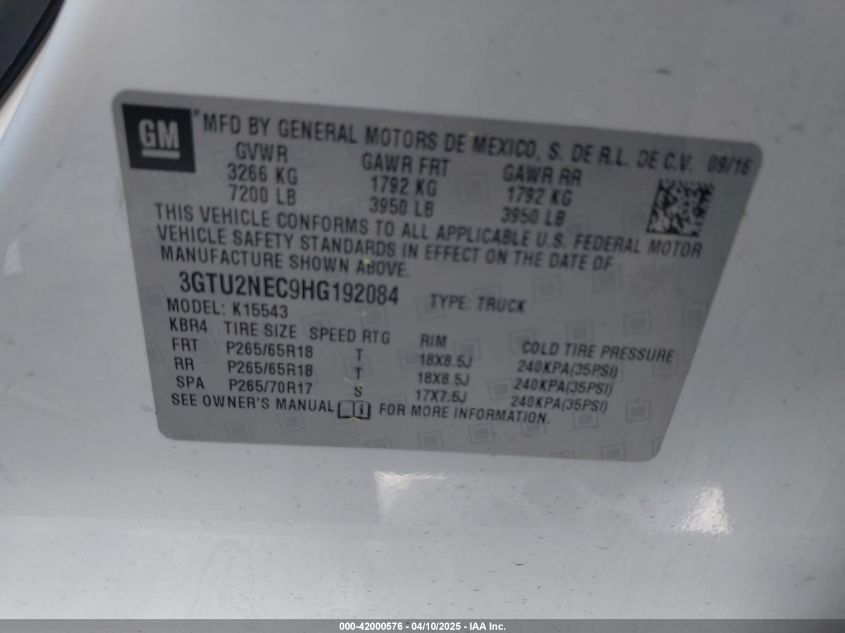 GM
MFD BY GENERAL MOTORS DE MEXICO, S. DE R.L. DE C.V. 09/16
GVWR GAWR FRT GAWR RR
3266 KG 1792 KG 1792 KG
7200 LB 3950 LB 3950 LB
THIS VEHICLE CONFORMS TO ALL APPLICABLE U.S. FEDERAL MOTOR
VEHICLE SAFETY STANDARDS IN EFFECT ON THE DATE OF
MANUFACTURE SHOWN ABOVE.
3GTU2NEC9HG192084 TYPE: TRUCK
MODEL: K15543
KBR4 TIRE SIZE SPEED RTG RIM COLD TIRE PRESSURE
FRT P265/65R18 T 18X8.5J 240KPA(35PSI)
RR P265/65R18 T 18X8.5J 240KPA(35PSI)
SPA P265/70R17 S 17X7.5J 240KPA(35PSI)
SEE OWNER'S MANUAL FOR MORE INFORMATION.
000-42000576 - 04/10/2025 - IAA Inc.